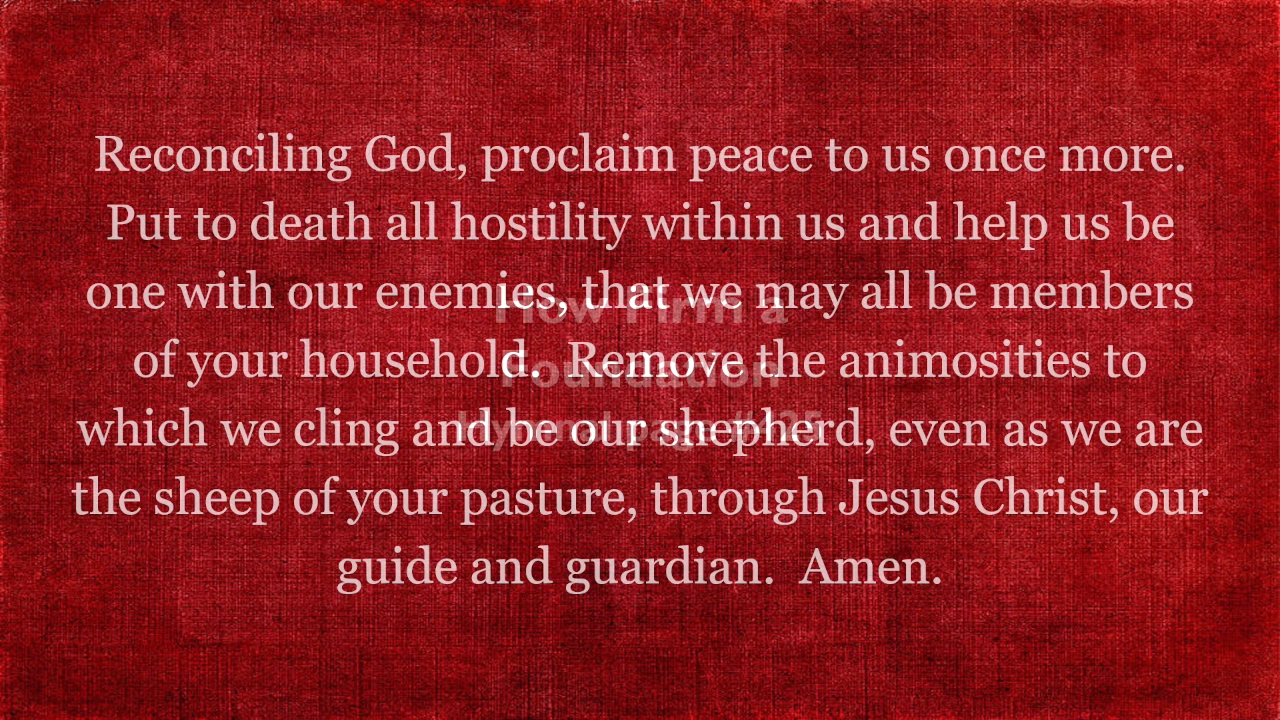 Reconciling God, proclaim peace to us once more.
Put to death all hostility within us and help us be
one with our enemies, that we may all be members
of your household.  Remove the animosities to
which we cling and be our shepherd, even as we are
the sheep of your pasture, through Jesus Christ, our
guide and guardian.  Amen.
How Firm a
Foundation
Hymnal page